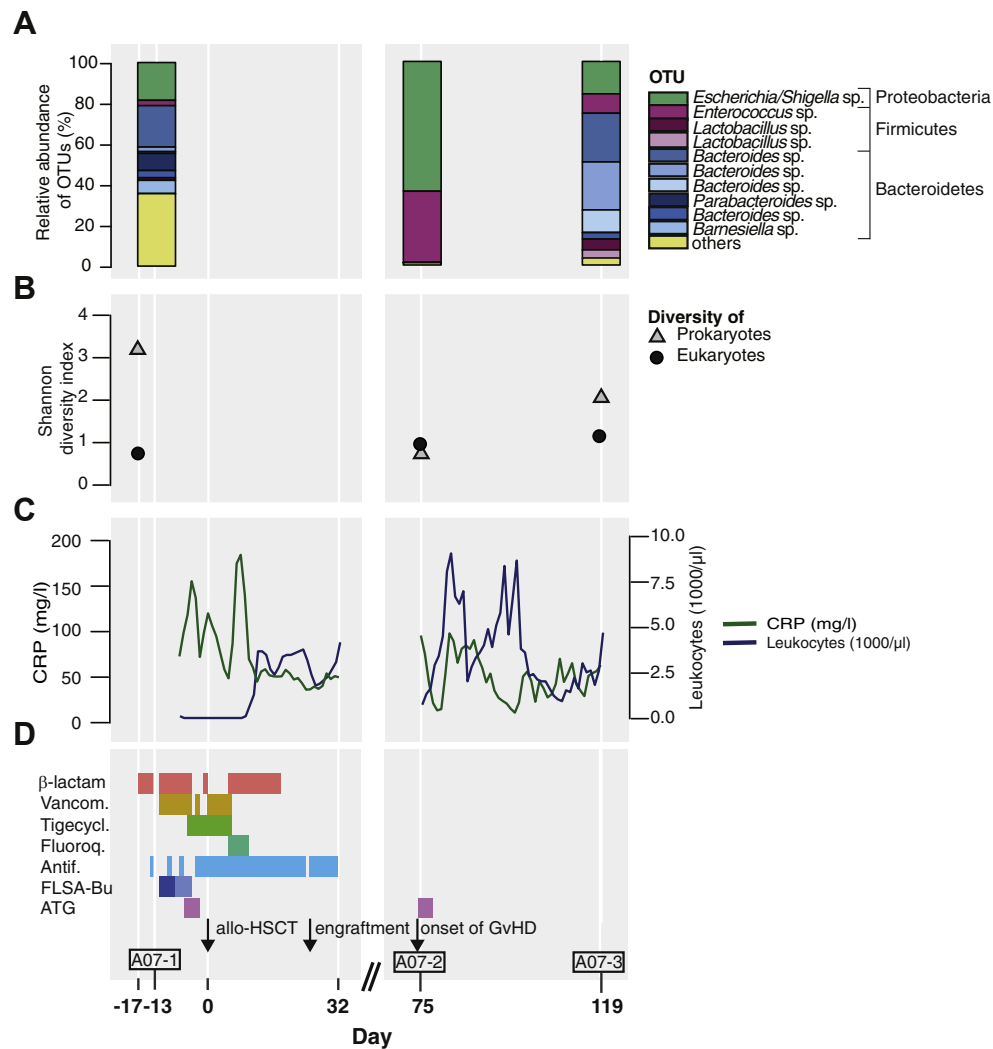 A
Relative abundance
of OTUs (%)
100
80
60
40
20
0
OTU
Escherichia/Shigella sp.
Enterococcus sp.
Lactobacillus sp.
Lactobacillus sp.
Bacteroides sp.
Bacteroides sp.
Bacteroides sp.
Parabacteroides sp.
Bacteroides sp.
Barnesiella sp.
others
Proteobacteria
Firmicutes
Bacteroidetes
B
Shannon
diversity index
4
3
2
1
0
Diversity of
Prokaryotes
Eukaryotes
C
CRP (mg/l)
200
150
100
50
0
10.0
7.5
5.0
2.5
0.0
Leukocytes (1000/µl)
CRP (mg/l)
Leukocytes (1000/µl)
D
β-lactam
Vancom.
Tigecycl.
Fluoroq.
Antif.
FLSA-Bu
ATG
allo-HSCT
engraftment
onset of GvHD
A07-1
A07-2
A07-3
-17 -13 0 32 75 119
Day